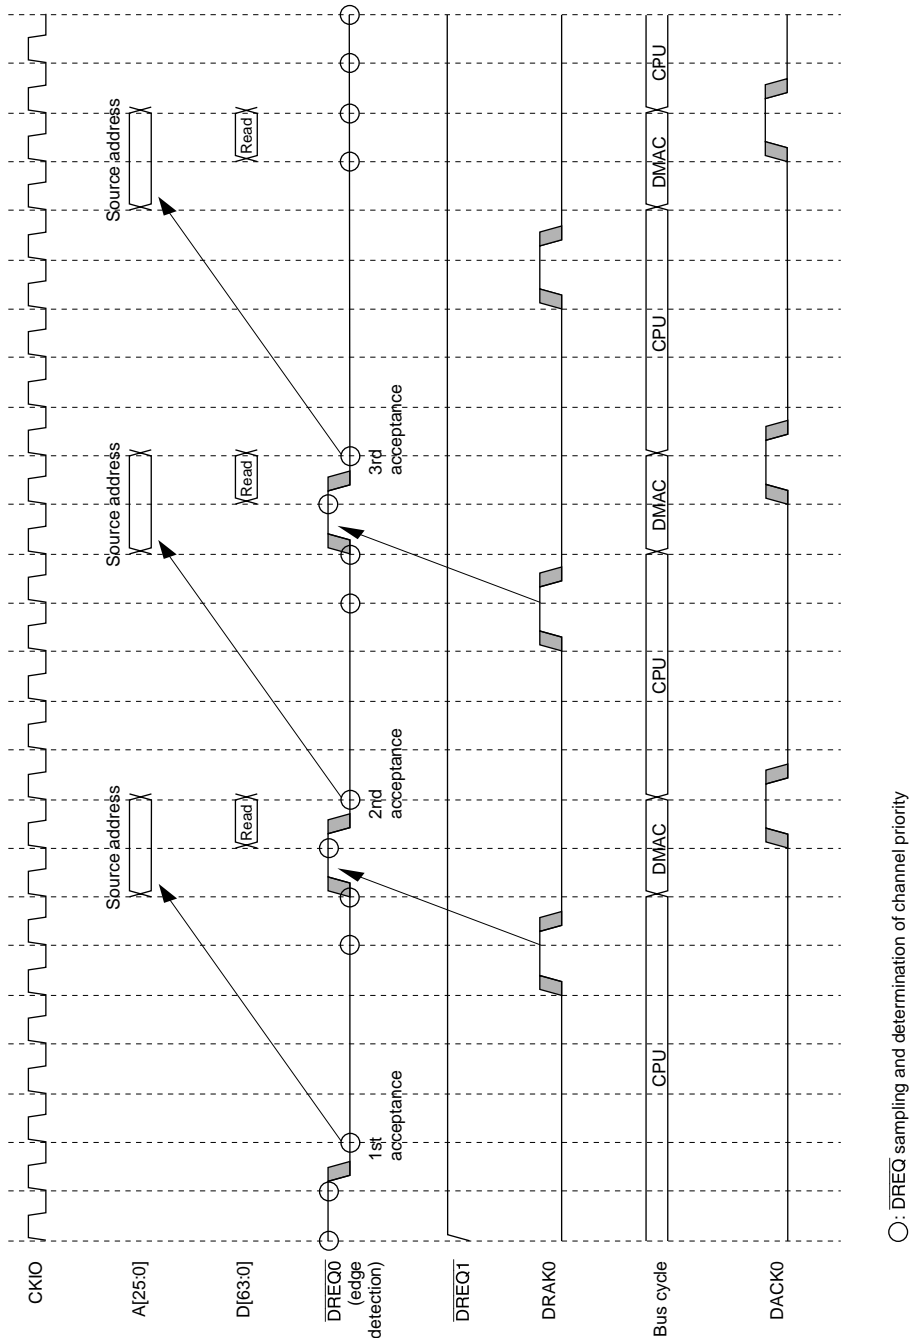 CKIO
A[25:0]
Source address
Source address
Source address
D[63:0]
Read
Read
Read
DREQ0
(edge
detection)
1st
acceptance
2nd
acceptance
3rd
acceptance
DREQ1
DRAK0
Bus cycle
CPU
DMAC
CPU
DMAC
CPU
DMAC
CPU
DACK0
: DREQ sampling and determination of channel priority